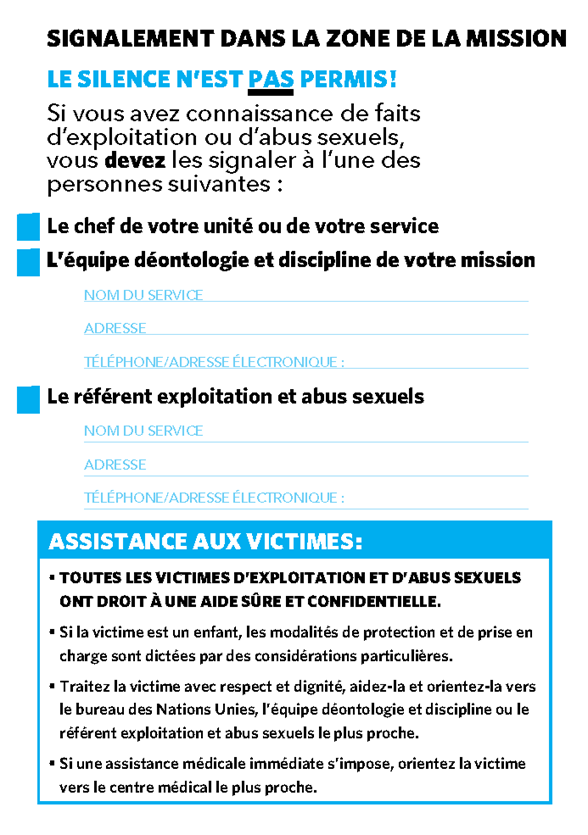 SIGNALEMENT DANS LA ZONE DE LA MISSION
LE SILENCE N'EST PAS PERMIS!
Si vous avez connaissance de faits
d'exploitation ou d'abus sexuels,
vous devez les signaler à l'une des
personnes suivantes :
Le chef de votre unité ou de votre service
L'équipe déontologie et discipline de votre mission
NOM DU SERVICE
ADRESSE
TÉLÉPHONE/ADRESSE ÉLECTRONIQUE :
Le référent exploitation et abus sexuels
NOM DU SERVICE
ADRESSE
TÉLÉPHONE/ADRESSE ÉLECTRONIQUE :
ASSISTANCE AUX VICTIMES:
▪ TOUTES LES VICTIMES D'EXPLOITATION ET D'ABUS SEXUELS
ONT DROIT À UNE AIDE SÛRE ET CONFIDENTIELLE.
▪ Si la victime est un enfant, les modalités de protection et de prise en
charge sont dictées par des considérations particulières.
▪ Traitez la victime avec respect et dignité, aidez-la et orientez-la vers
le bureau des Nations Unies, l'équipe déontologie et discipline ou le
référent exploitation et abus sexuels le plus proche.
▪ Si une assistance médicale immédiate s'impose, orientez la victime
vers le centre médical le plus proche.